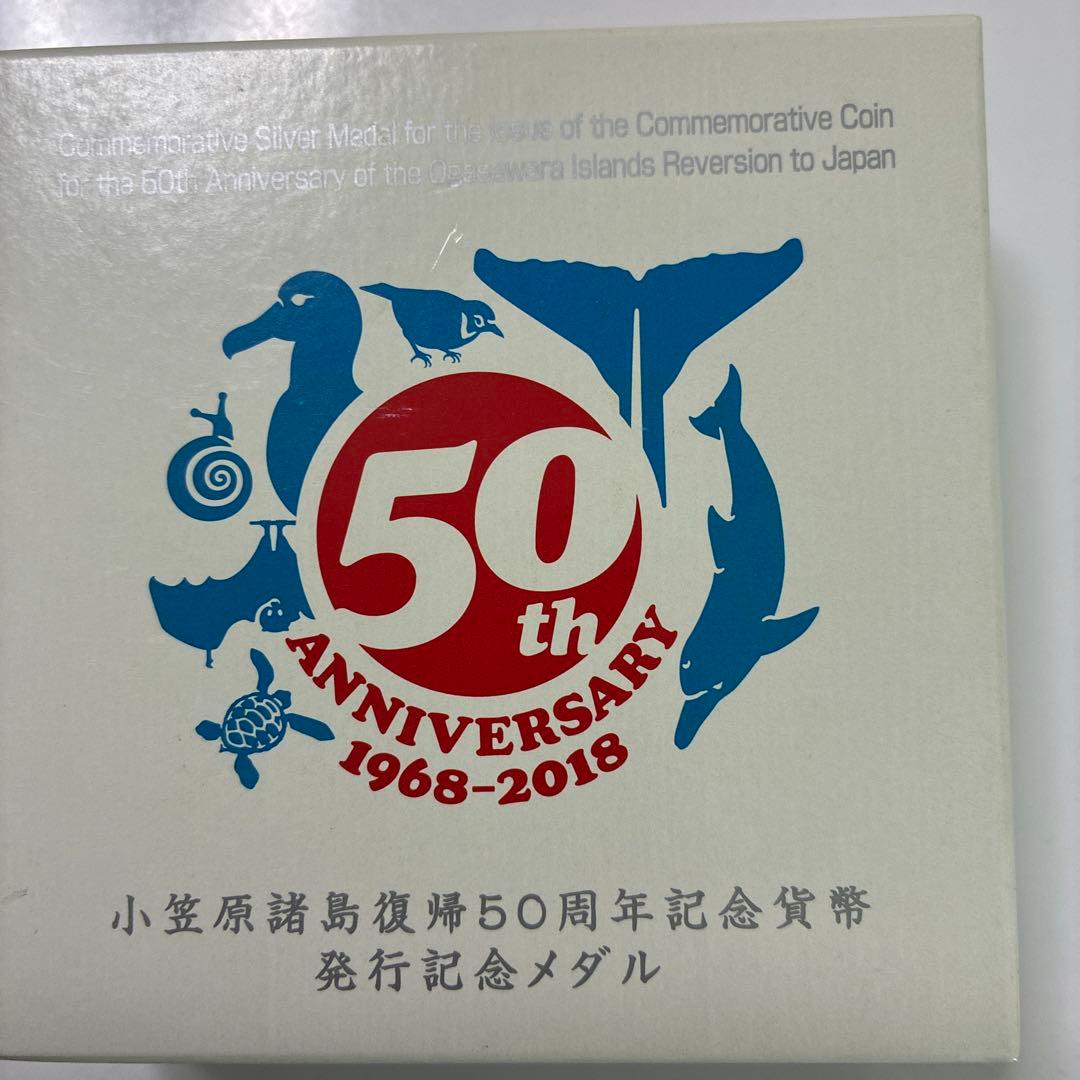 Commemorative Silver Medal for the Issue of the Commemorative Coin
for the 50th Anniversary of the Ogasawara Islands Reversion to Japan
50th
ANNIVERSARY
1968-2018
小笠原諸島復帰50周年記念貨幣
発行記念メダル